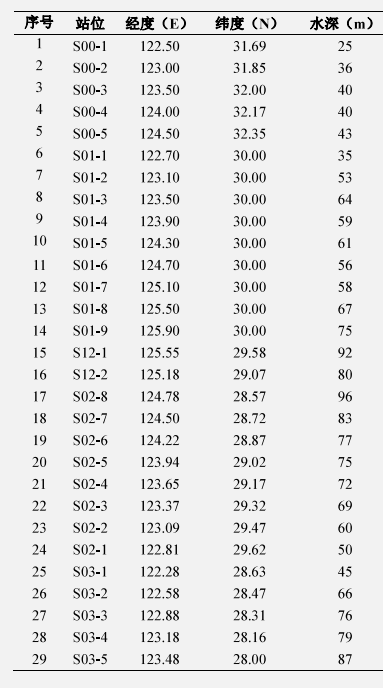 序号 站位 经度（E） 纬度（N） 水深（m）
1 S00-1 122.50 31.69 25
2 S00-2 123.00 31.85 36
3 S00-3 123.50 32.00 40
4 S00-4 124.00 32.17 40
5 S00-5 124.50 32.35 43
6 S01-1 122.70 30.00 35
7 S01-2 123.10 30.00 53
8 S01-3 123.50 30.00 64
9 S01-4 123.90 30.00 59
10 S01-5 124.30 30.00 61
11 S01-6 124.70 30.00 56
12 S01-7 125.10 30.00 58
13 S01-8 125.50 30.00 67
14 S01-9 125.90 30.00 75
15 S12-1 125.55 29.58 92
16 S12-2 125.18 29.07 80
17 S02-8 124.78 28.57 96
18 S02-7 124.50 28.72 83
19 S02-6 124.22 28.87 77
20 S02-5 123.94 29.02 75
21 S02-4 123.65 29.17 72
22 S02-3 123.37 29.32 69
23 S02-2 123.09 29.47 60
24 S02-1 122.81 29.62 50
25 S03-1 122.28 28.63 45
26 S03-2 122.58 28.47 66
27 S03-3 122.88 28.31 76
28 S03-4 123.18 28.16 79
29 S03-5 123.48 28.00 87